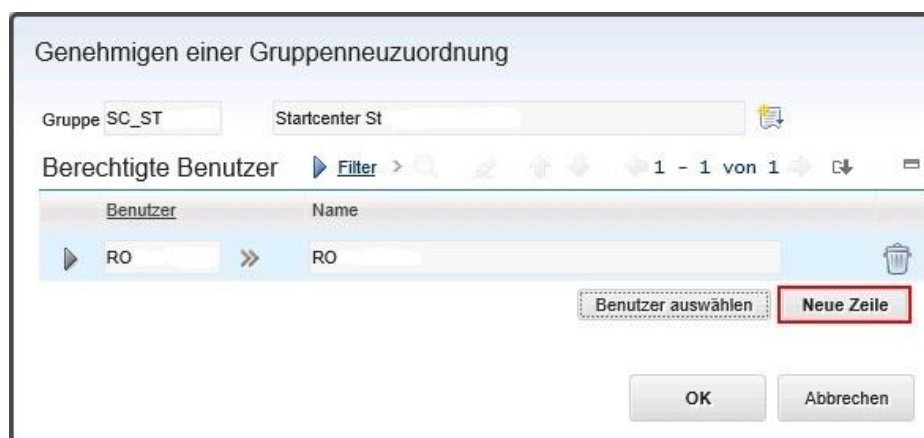 Genehmigen einer Gruppenneuzuordnung
Gruppe SC_ST Startcenter St
Berechtigte Benutzer Filter > 1 - 1 von 1
Benutzer Name
RO >> RO
Benutzer auswählen Neue Zeile
OK Abbrechen